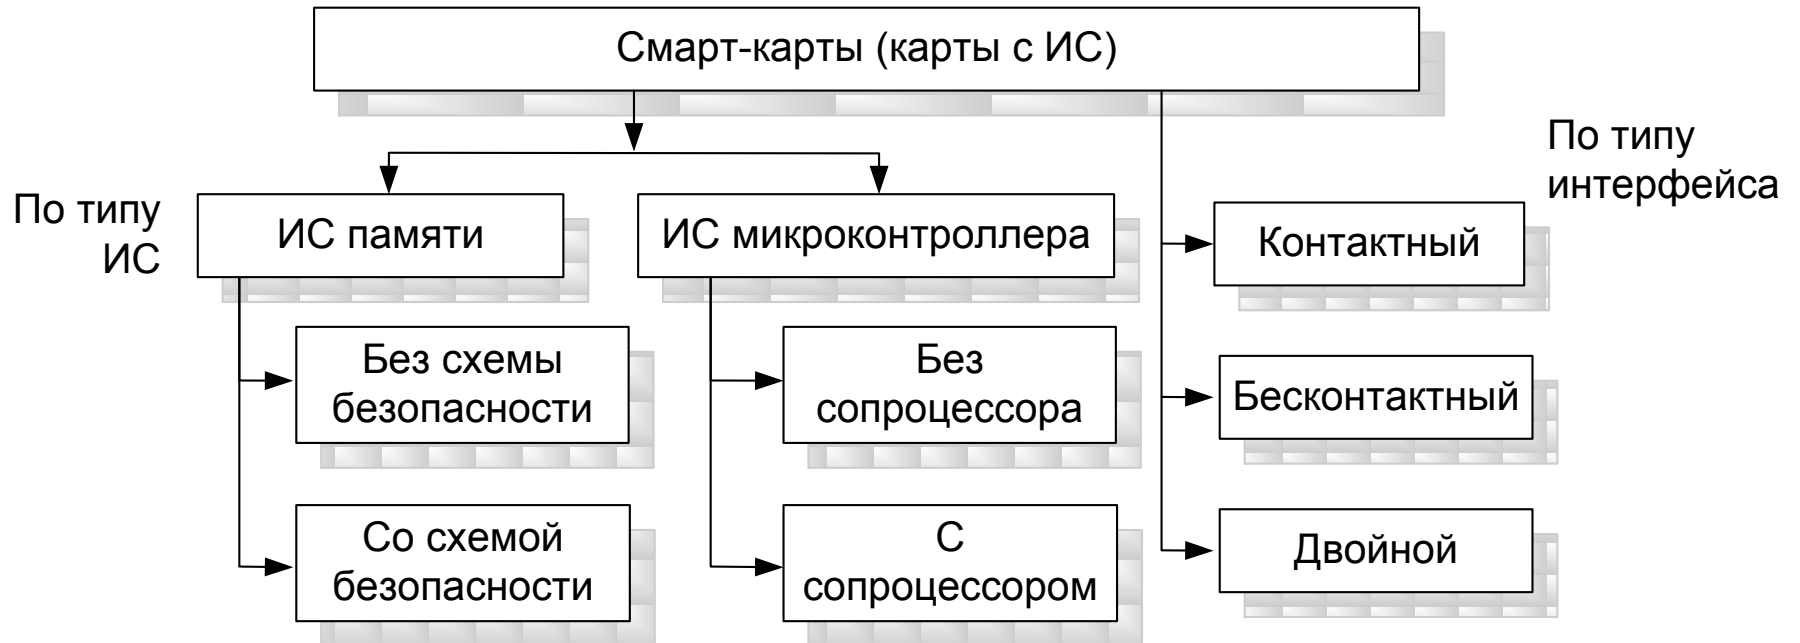 Смарт-карты (карты с ИС)
По типу
ИС
ИС памяти
ИС микроконтроллера
По типу
интерфейса
Контактный
Без схемы
безопасности
Без
сопроцессора
Бесконтактный
Со схемой
безопасности
С
сопроцессором
Двойной